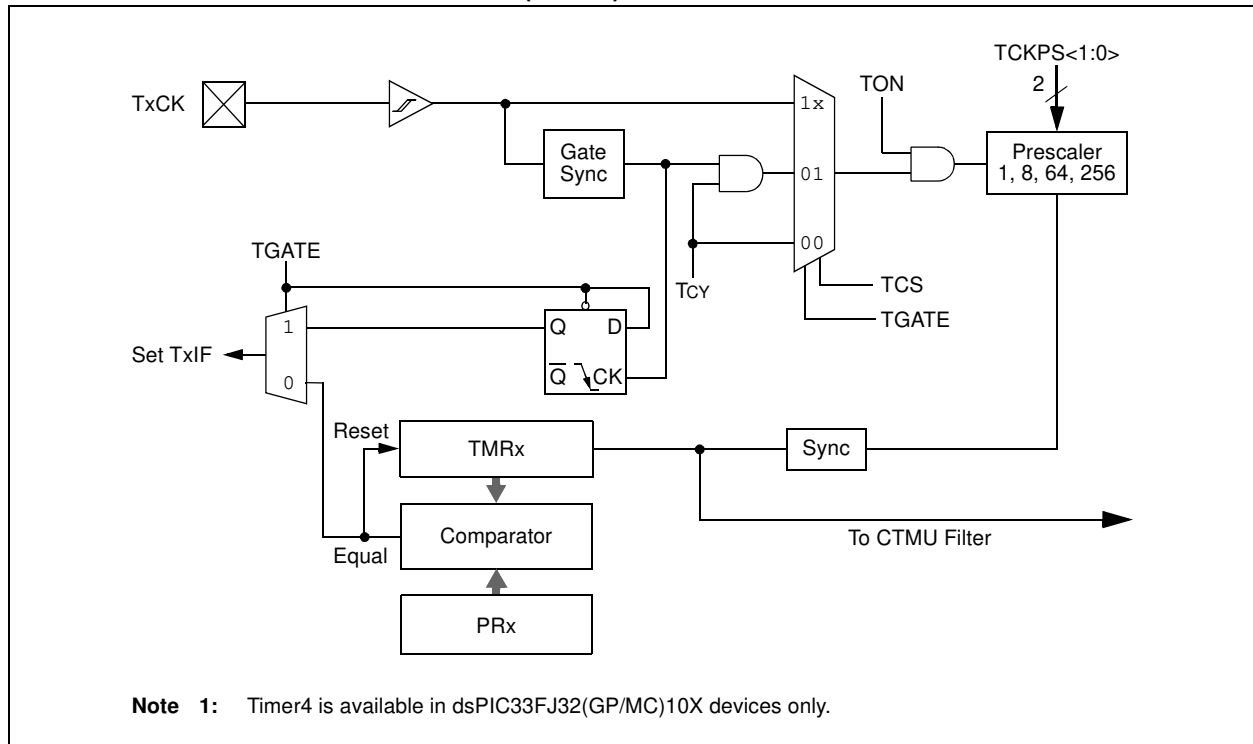 TCKPS<1:0>
2
TON
TxCK
1x
Prescaler
1, 8, 64, 256
Gate
Sync
01
00
TGATE
TCY
TCS
TGATE
1
Q D
Set TxIF
0
Q CK
Reset
TMRx
Sync
Comparator
To CTMU Filter
Equal
PRx
Note 1: Timer4 is available in dsPIC33FJ32(GP/MC)10X devices only.